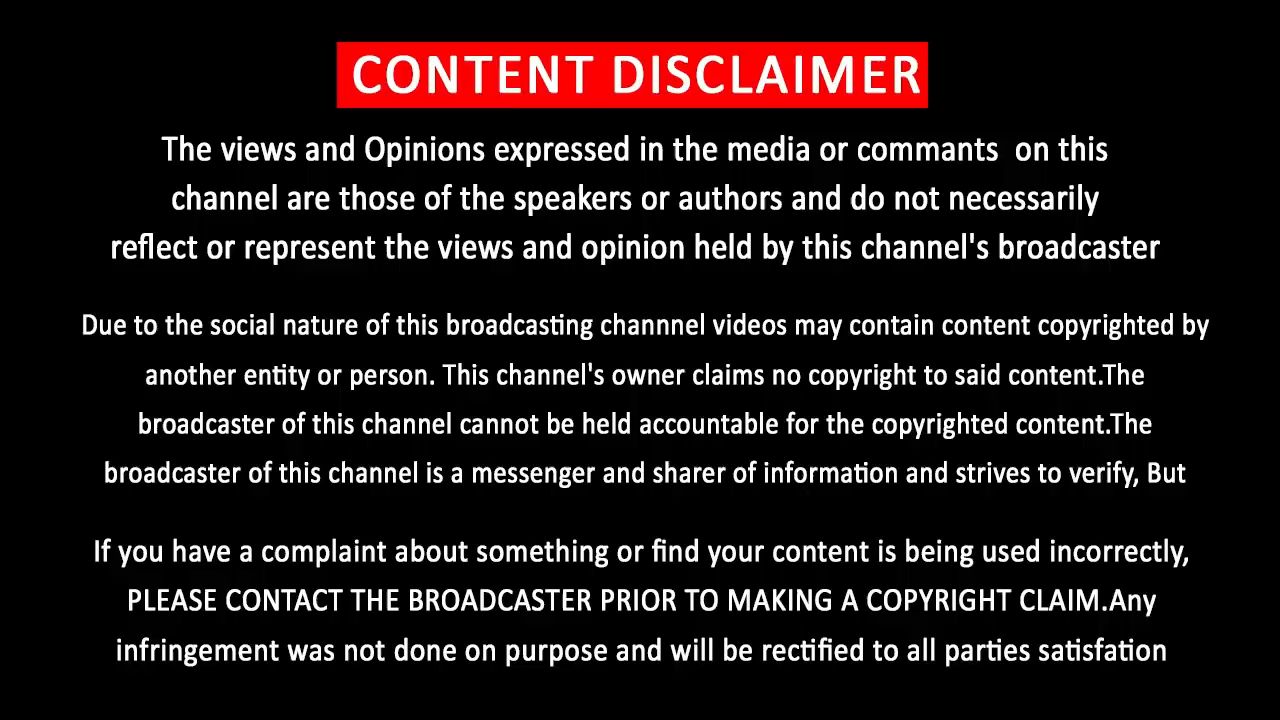 CONTENT DISCLAIMER
The views and Opinions expressed in the media or commants on this
channel are those of the speakers or authors and do not necessarily
reflect or represent the views and opinion held by this channel's broadcaster
Due to the social nature of this broadcasting channnel videos may contain content copyrighted by
another entity or person. This channel's owner claims no copyright to said content.The
broadcaster of this channel cannot be held accountable for the copyrighted content.The
broadcaster of this channel is a messenger and sharer of information and strives to verify, But
If you have a complaint about something or find your content is being used incorrectly,
PLEASE CONTACT THE BROADCASTER PRIOR TO MAKING A COPYRIGHT CLAIM.Any
infringement was not done on purpose and will be rectified to all parties satisfation